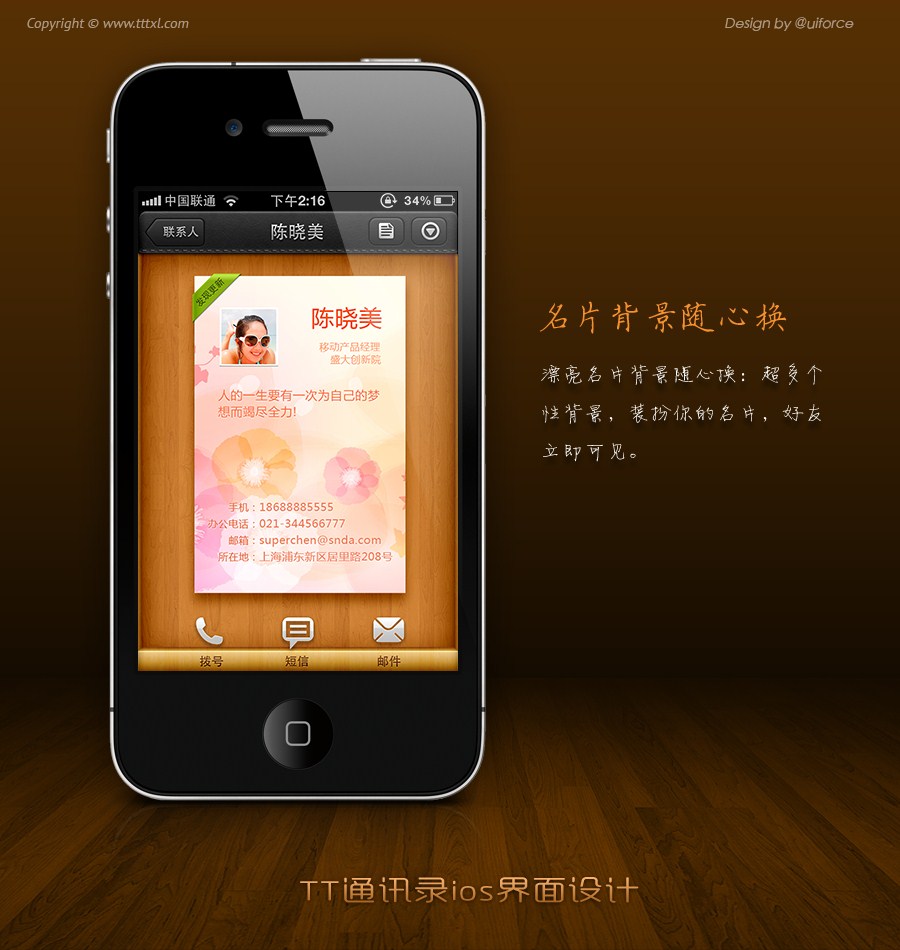 Copyright © www.tttxl.com
Design by @uiforce
中国联通
下午2:16
34%
联系人
陈晓美
发现更新
陈晓美
移动产品经理
盛大创新院
人的一生要有一次为自己的梦
想而竭尽全力!
手机：18688885555
办公电话：021-344566777
邮箱：superchen@snda.com
所在地：上海浦东新区居里路208号
拨号
短信
邮件
名片背景随心换
漂亮名片背景随心换：超多个
性背景，装扮你的名片，好友
立即可见。
TT通讯录ios界面设计